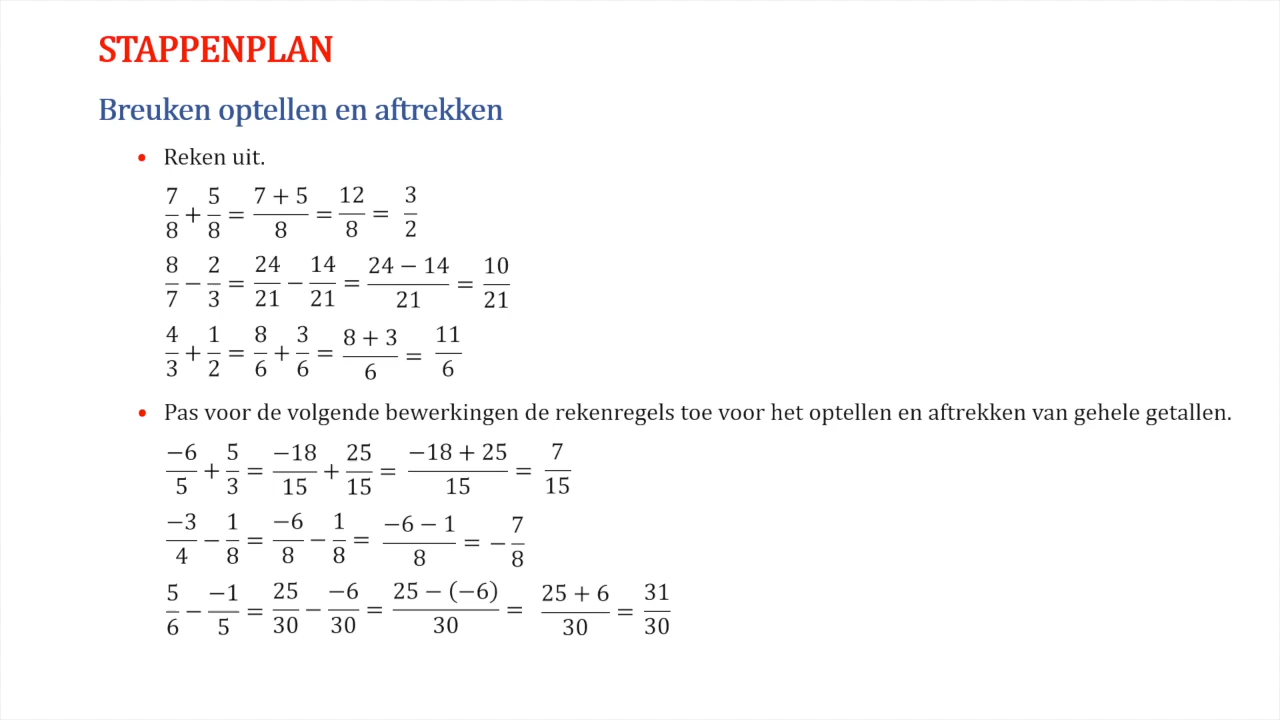 STAPPENPLAN
Breuken optellen en aftrekken
• Reken uit.
7/8 + 5/8 = (7 + 5)/8 = 12/8 = 3/2
8/7 − 2/3 = 24/21 − 14/21 = (24 − 14)/21 = 10/21
4/3 + 1/2 = 8/6 + 3/6 = (8 + 3)/6 = 11/6
• Pas voor de volgende bewerkingen de rekenregels toe voor het optellen en aftrekken van gehele getallen.
−6/5 + 5/3 = −18/15 + 25/15 = (−18 + 25)/15 = 7/15
−3/4 − 1/8 = −6/8 − 1/8 = (−6 − 1)/8 = − 7/8
5/6 − −1/5 = 25/30 − −6/30 = (25 − (−6))/30 = (25 + 6)/30 = 31/30